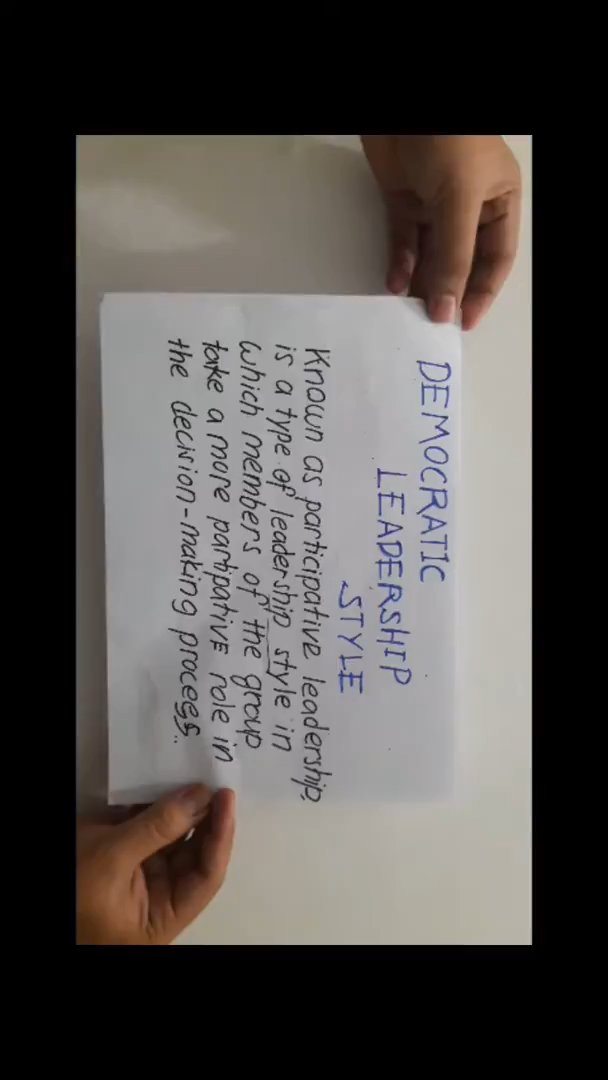 DEMOCRATIC
LEADERSHIP
STYLE
Known as participative leadership,
is a type of leadership style in
which members of the group
take a more partipative role in
the decision-making process.